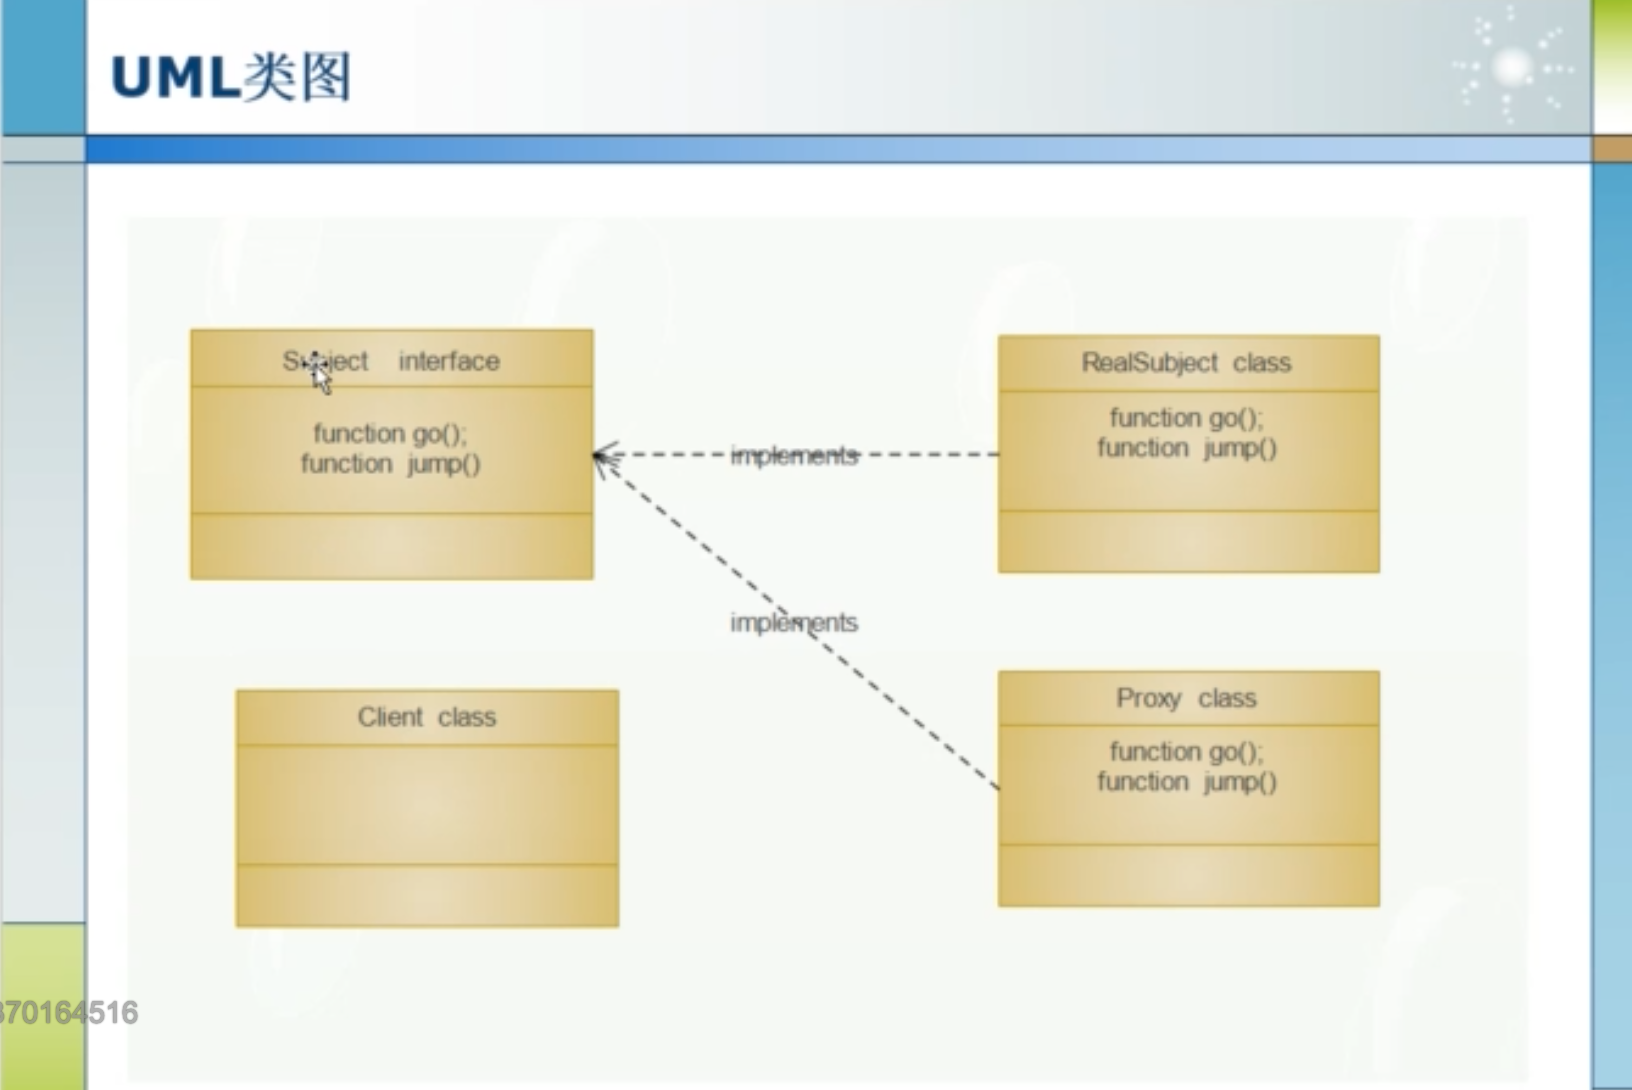 UML类图
Subject interface
function go();
function jump()
RealSubject class
function go();
function jump()
implements
implements
Client class
Proxy class
function go();
function jump()
370164516